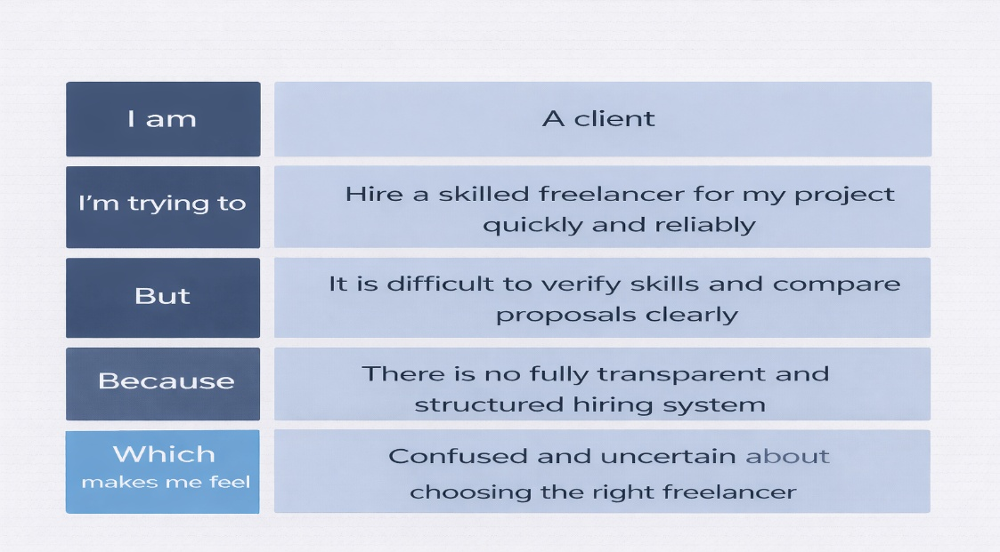 I am
A client
I'm trying to
Hire a skilled freelancer for my project
quickly and reliably
But
It is difficult to verify skills and compare
proposals clearly
Because
There is no fully transparent and
structured hiring system
Which
makes me feel
Confused and uncertain about
choosing the right freelancer